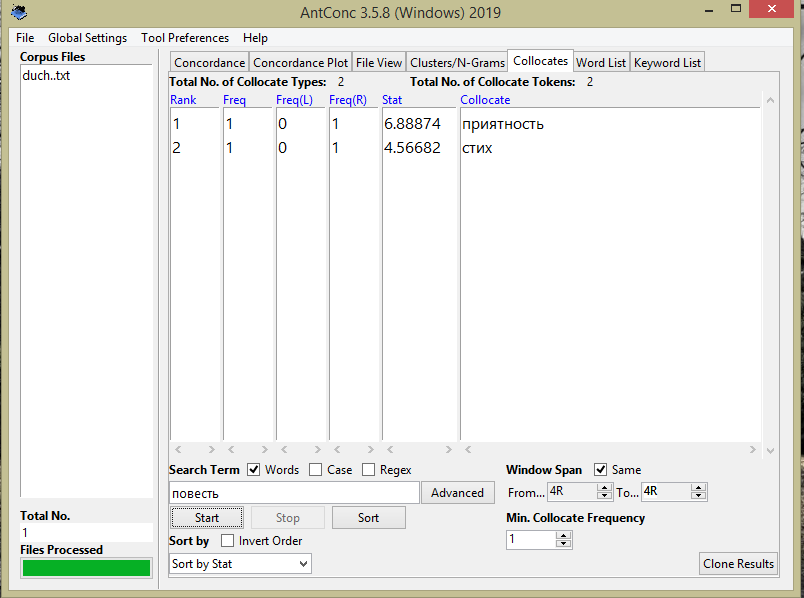 AntConc 3.5.8 (Windows) 2019
File Global Settings Tool Preferences Help
Corpus Files
duch..txt
Concordance Concordance Plot File View Clusters/N-Grams Collocates Word List Keyword List
Total No. of Collocate Types: 2 Total No. of Collocate Tokens: 2
Rank Freq Freq(L) Freq(R) Stat Collocate
1 1 0 1 6.88874 приятность
2 1 0 1 4.56682 стих
Search Term Words Case Regex Window Span Same
повесть Advanced From... 4R To... 4R
Start Stop Sort Min. Collocate Frequency
Total No.
1
Files Processed
Sort by Invert Order 1
Sort by Stat Clone Results